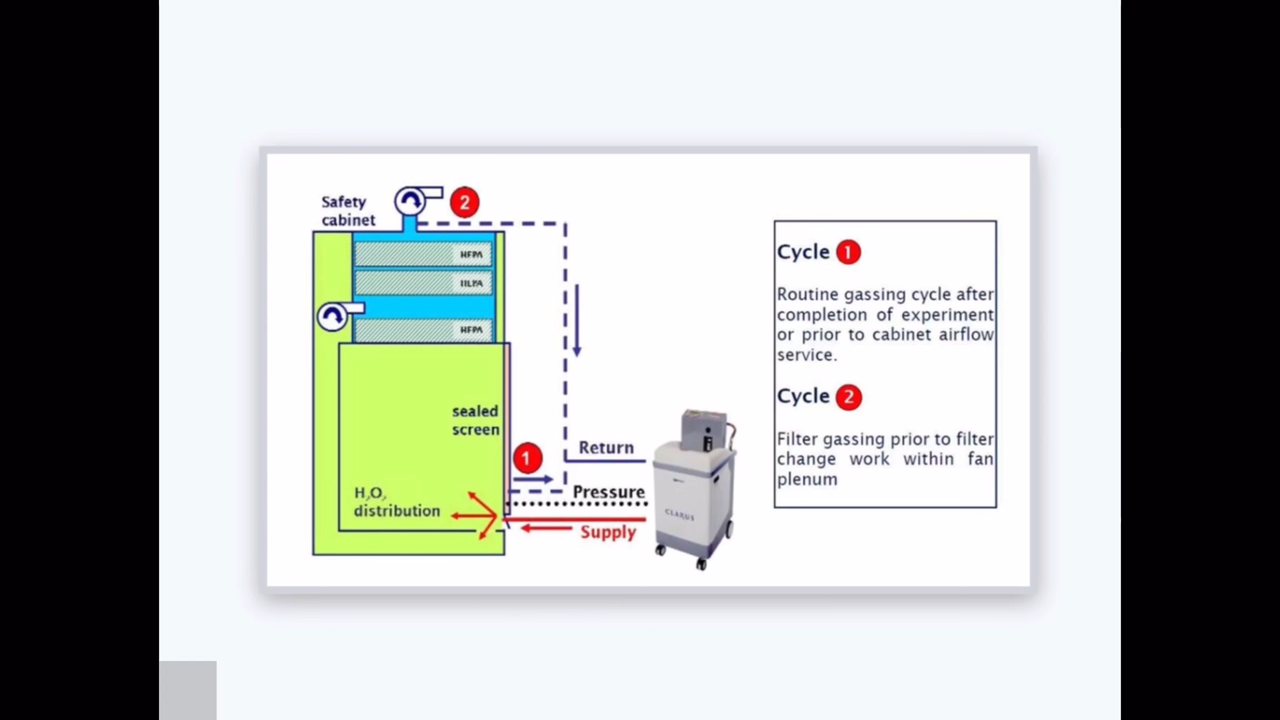 Safety
cabinet
2
HEPA
HEPA
HEPA
sealed
screen
1
Return
Pressure
H₂O₂
distribution
Supply
CLARUS
Cycle 1
Routine gassing cycle after
completion of experiment
or prior to cabinet airflow
service.
Cycle 2
Filter gassing prior to filter
change work within fan
plenum